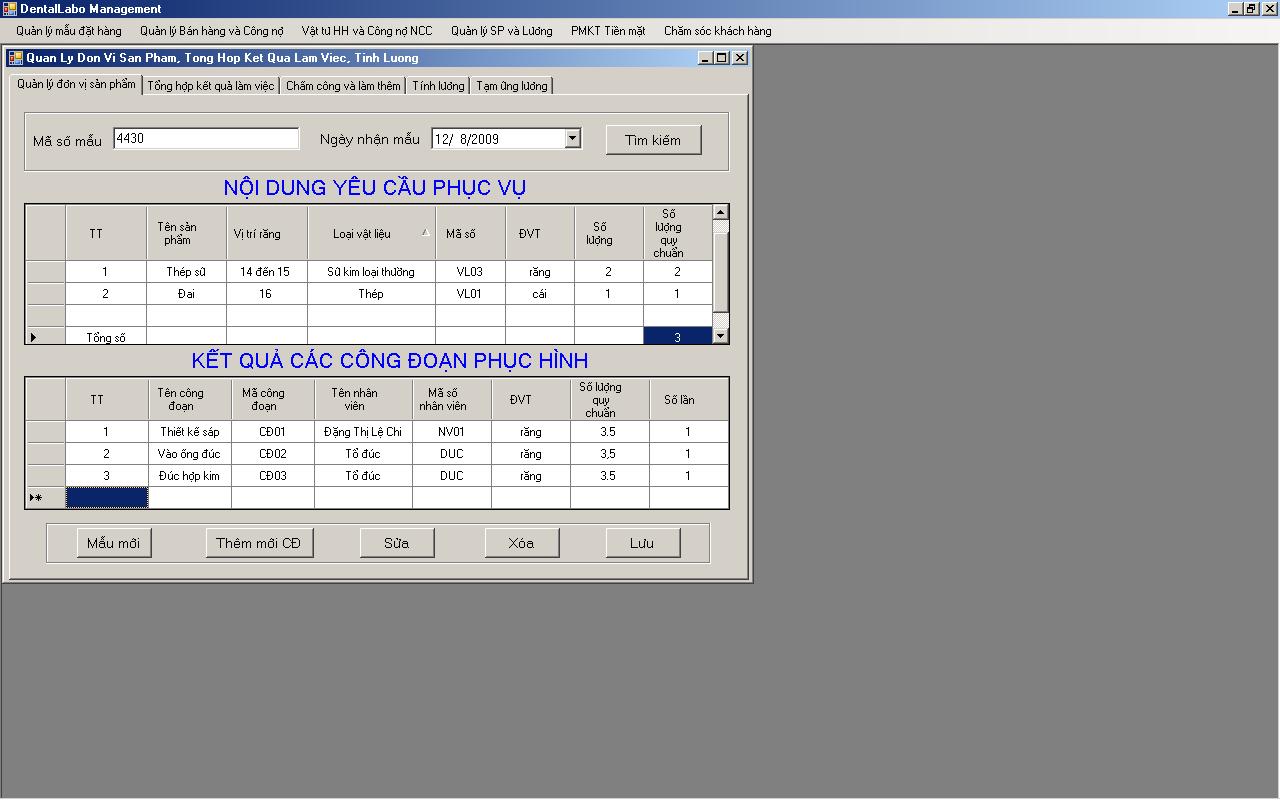 DentalLabo Management
Quản lý mẫu đặt hàng Quản lý Bán hàng và Công nợ Vật tư HH và Công nợ NCC Quản lý SP và Lương PMKT Tiền mặt Chăm sóc khách hàng
Quan Ly Don Vi San Pham, Tong Hop Ket Qua Lam Viec, Tinh Luong
Quản lý đơn vị sản phẩm Tổng hợp kết quả làm việc Chấm công và làm thêm Tính lương Tạm ứng lương
Mã số mẫu 4430 Ngày nhận mẫu 12/ 8/2009 Tìm kiếm
NỘI DUNG YÊU CẦU PHỤC VỤ
TT Tên sản phẩm Vị trí răng Loại vật liệu Mã số ĐVT Số lượng Số lượng quy chuẩn
1 Thép sứ 14 đến 15 Sứ kim loại thường VL03 răng 2 2
2 Đai 16 Thép VL01 cái 1 1
Tổng số 3
KẾT QUẢ CÁC CÔNG ĐOẠN PHỤC HÌNH
TT Tên công đoạn Mã công đoạn Tên nhân viên Mã số nhân viên ĐVT Số lượng quy chuẩn Số lần
1 Thiết kế sáp CĐ01 Đặng Thị Lệ Chi NV01 răng 3.5 1
2 Vào ống đúc CĐ02 Tổ đúc DUC răng 3,5 1
3 Đúc hợp kim CĐ03 Tổ đúc DUC răng 3.5 1
Mẫu mới Thêm mới CĐ Sửa Xóa Lưu